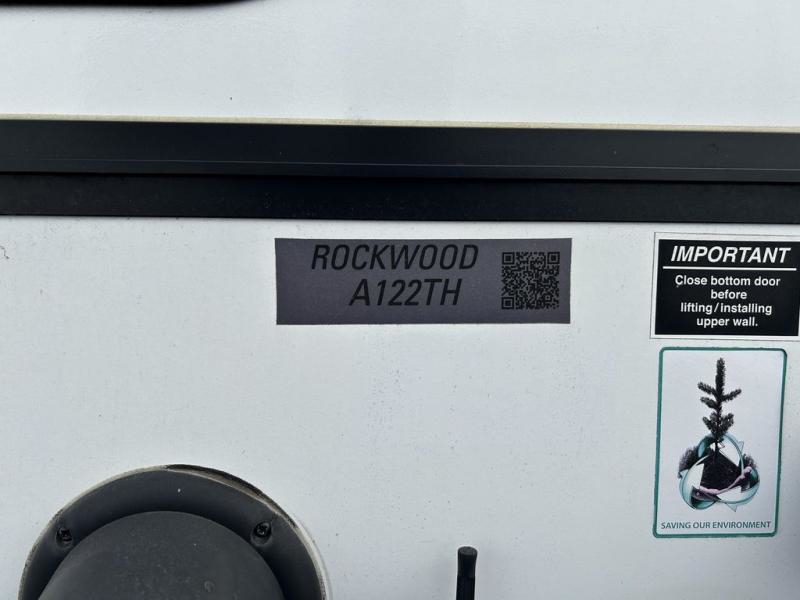 ROCKWOOD
A122TH
IMPORTANT
Close bottom door
before
lifting/installing
upper wall.
SAVING OUR ENVIRONMENT